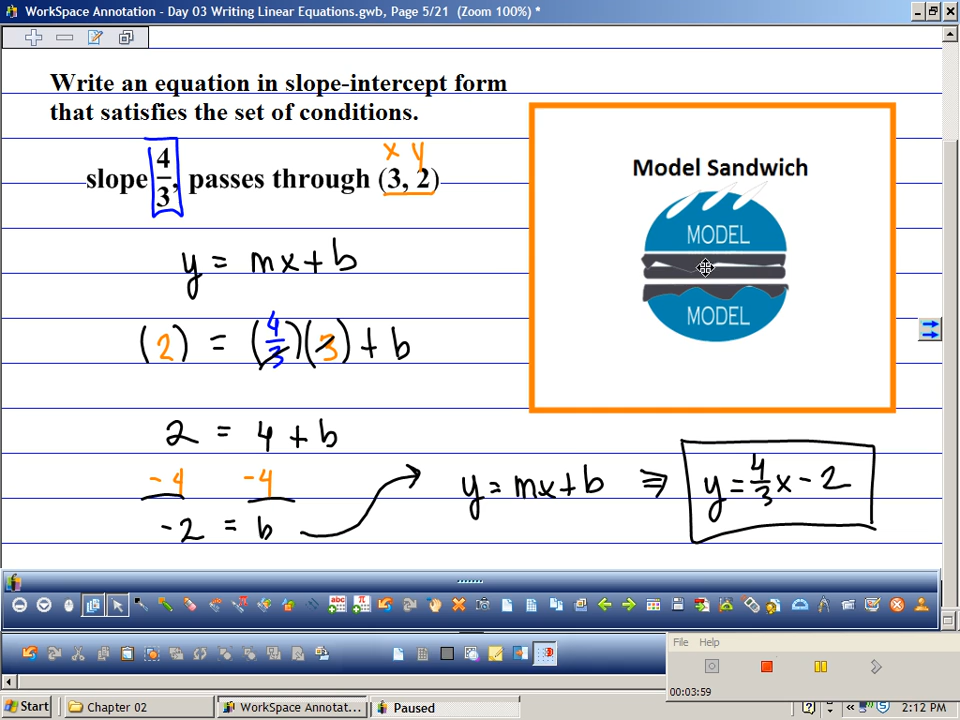 WorkSpace Annotation - Day 03 Writing Linear Equations.gwb, Page 5/21 (Zoom 100%) *
Write an equation in slope-intercept form
that satisfies the set of conditions.
x y
slope 4/3, passes through (3, 2)
y = mx + b
(2) = (4/3)(3) + b
2 = 4 + b
-4 -4
-2 = b
y = mx + b ⇒ y = 4/3x - 2
Model Sandwich
MODEL
MODEL
abc
File Help
00:03:59
Start Chapter 02 WorkSpace Annotat... Paused « 2:12 PM